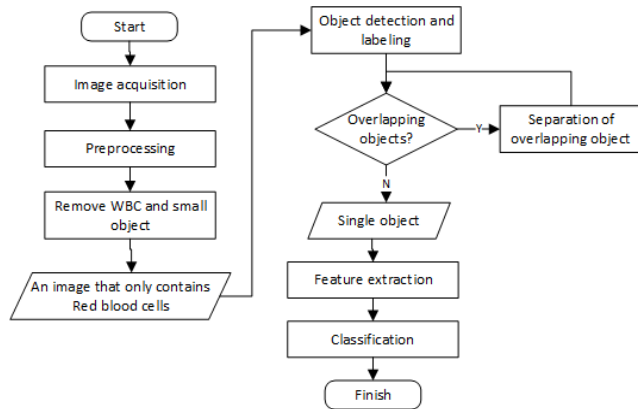 Start
Image acquisition
Preprocessing
Remove WBC and small
object
An image that only contains
Red blood cells
Object detection and
labeling
Overlapping
objects?
Y
Separation of
overlapping object
N
Single object
Feature extraction
Classification
Finish